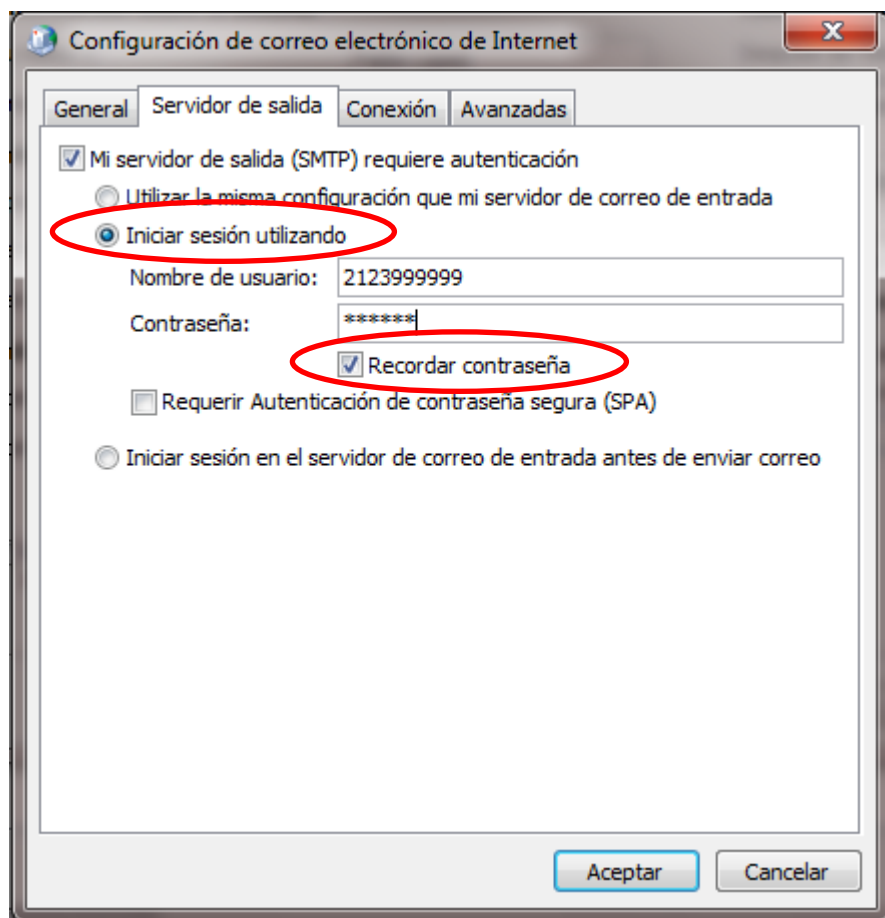 Configuración de correo electrónico de Internet
General Servidor de salida Conexión Avanzadas
Mi servidor de salida (SMTP) requiere autenticación
Utilizar la misma configuración que mi servidor de correo de entrada
Iniciar sesión utilizando
Nombre de usuario: 2123999999
Contraseña: ******
Recordar contraseña
Requerir Autenticación de contraseña segura (SPA)
Iniciar sesión en el servidor de correo de entrada antes de enviar correo
Aceptar Cancelar